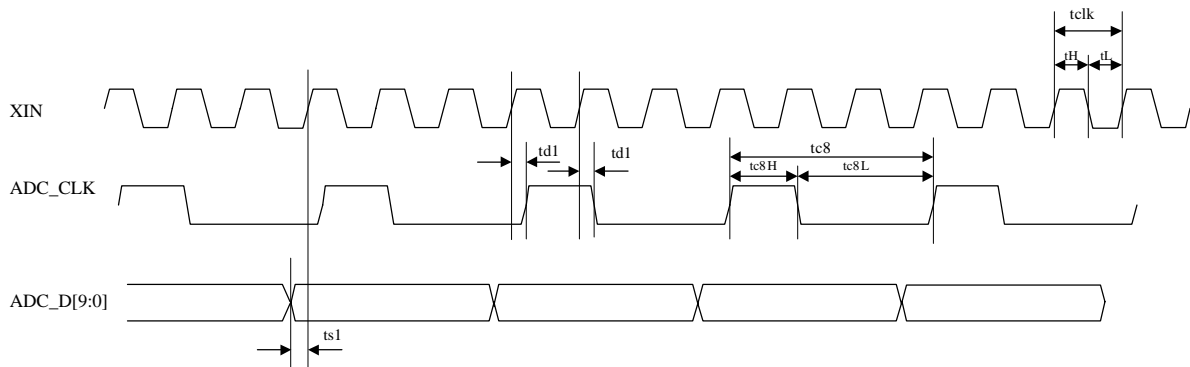 tclk
tH
tL
XIN
td1
td1
tc8
tc8H
tc8L
ADC_CLK
ADC_D[9:0]
ts1